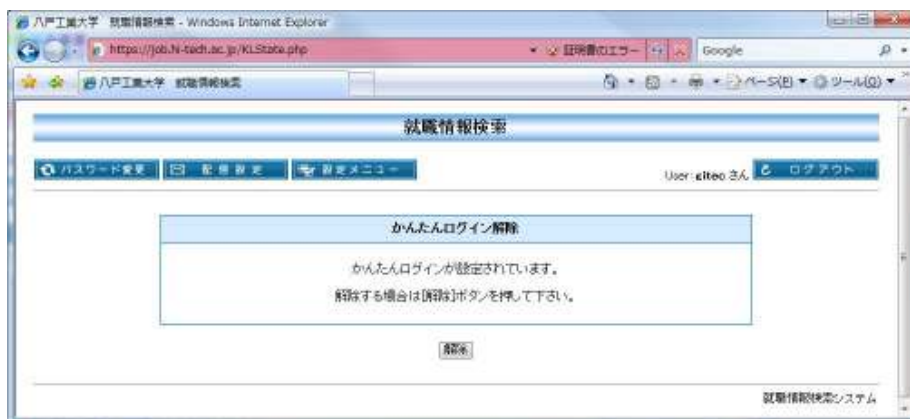 八戸工業大学 就職情報検索 - Windows Internet Explorer
https://job.hi-tech.ac.jp/KLState.php
証明書のエラー
Google
八戸工業大学 就職情報検索
ページ(P)
ツール(O)
就職情報検索
パスワード変更
配信設定
設定メニュー
User: eitec さん
ログアウト
かんたんログイン解除
かんたんログインが設定されています。
解除する場合は[解除]ボタンを押して下さい。
解除
就職情報検索システム